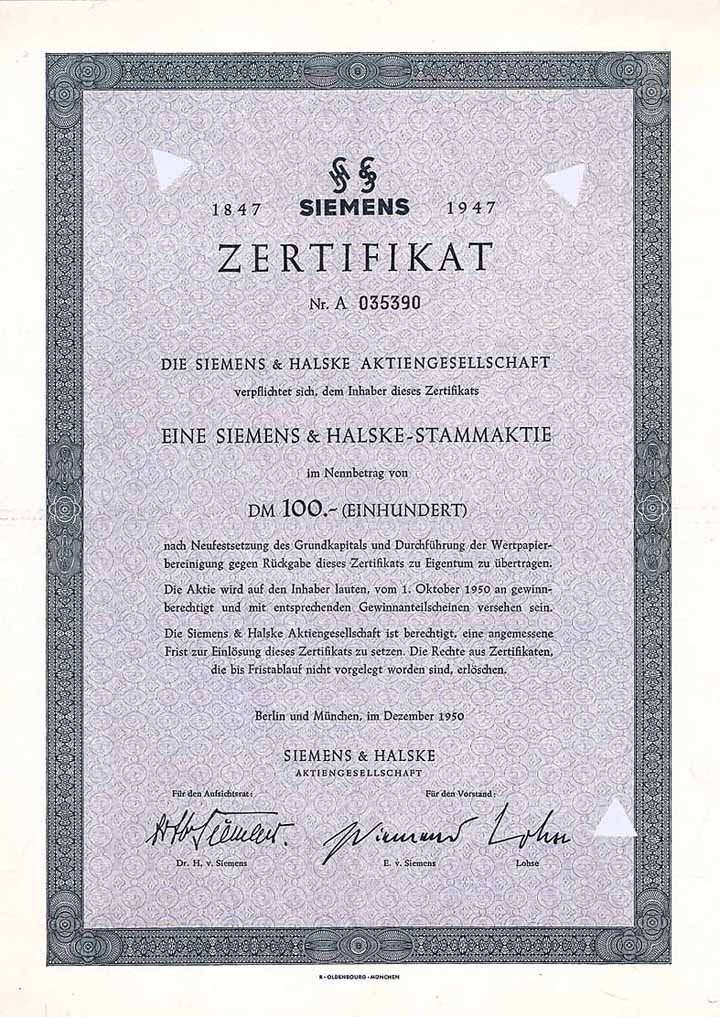 1847 SIEMENS 1947
ZERTIFIKAT
Nr. A 035390
DIE SIEMENS & HALSKE AKTIENGESELLSCHAFT
verpflichtet sich, dem Inhaber dieses Zertifikats
EINE SIEMENS & HALSKE-STAMMAKTIE
im Nennbetrag von
DM 100.- (EINHUNDERT)
nach Neufestsetzung des Grundkapitals und Durchführung der Wertpapier-
bereinigung gegen Rückgabe dieses Zertifikats zu Eigentum zu übertragen.
Die Aktie wird auf den Inhaber lauten, vom 1. Oktober 1950 an gewinn-
berechtigt und mit entsprechenden Gewinnanteilscheinen versehen sein.
Die Siemens & Halske Aktiengesellschaft ist berechtigt, eine angemessene
Frist zur Einlösung dieses Zertifikats zu setzen. Die Rechte aus Zertifikaten,
die bis Fristablauf nicht vorgelegt worden sind, erlöschen.
Berlin und München, im Dezember 1950
SIEMENS & HALSKE
AKTIENGESELLSCHAFT
Für den Aufsichtsrat: Für den Vorstand:
Dr. H. v. Siemens E. v. Siemens Lohse
R · OLDENBOURG · MÜNCHEN